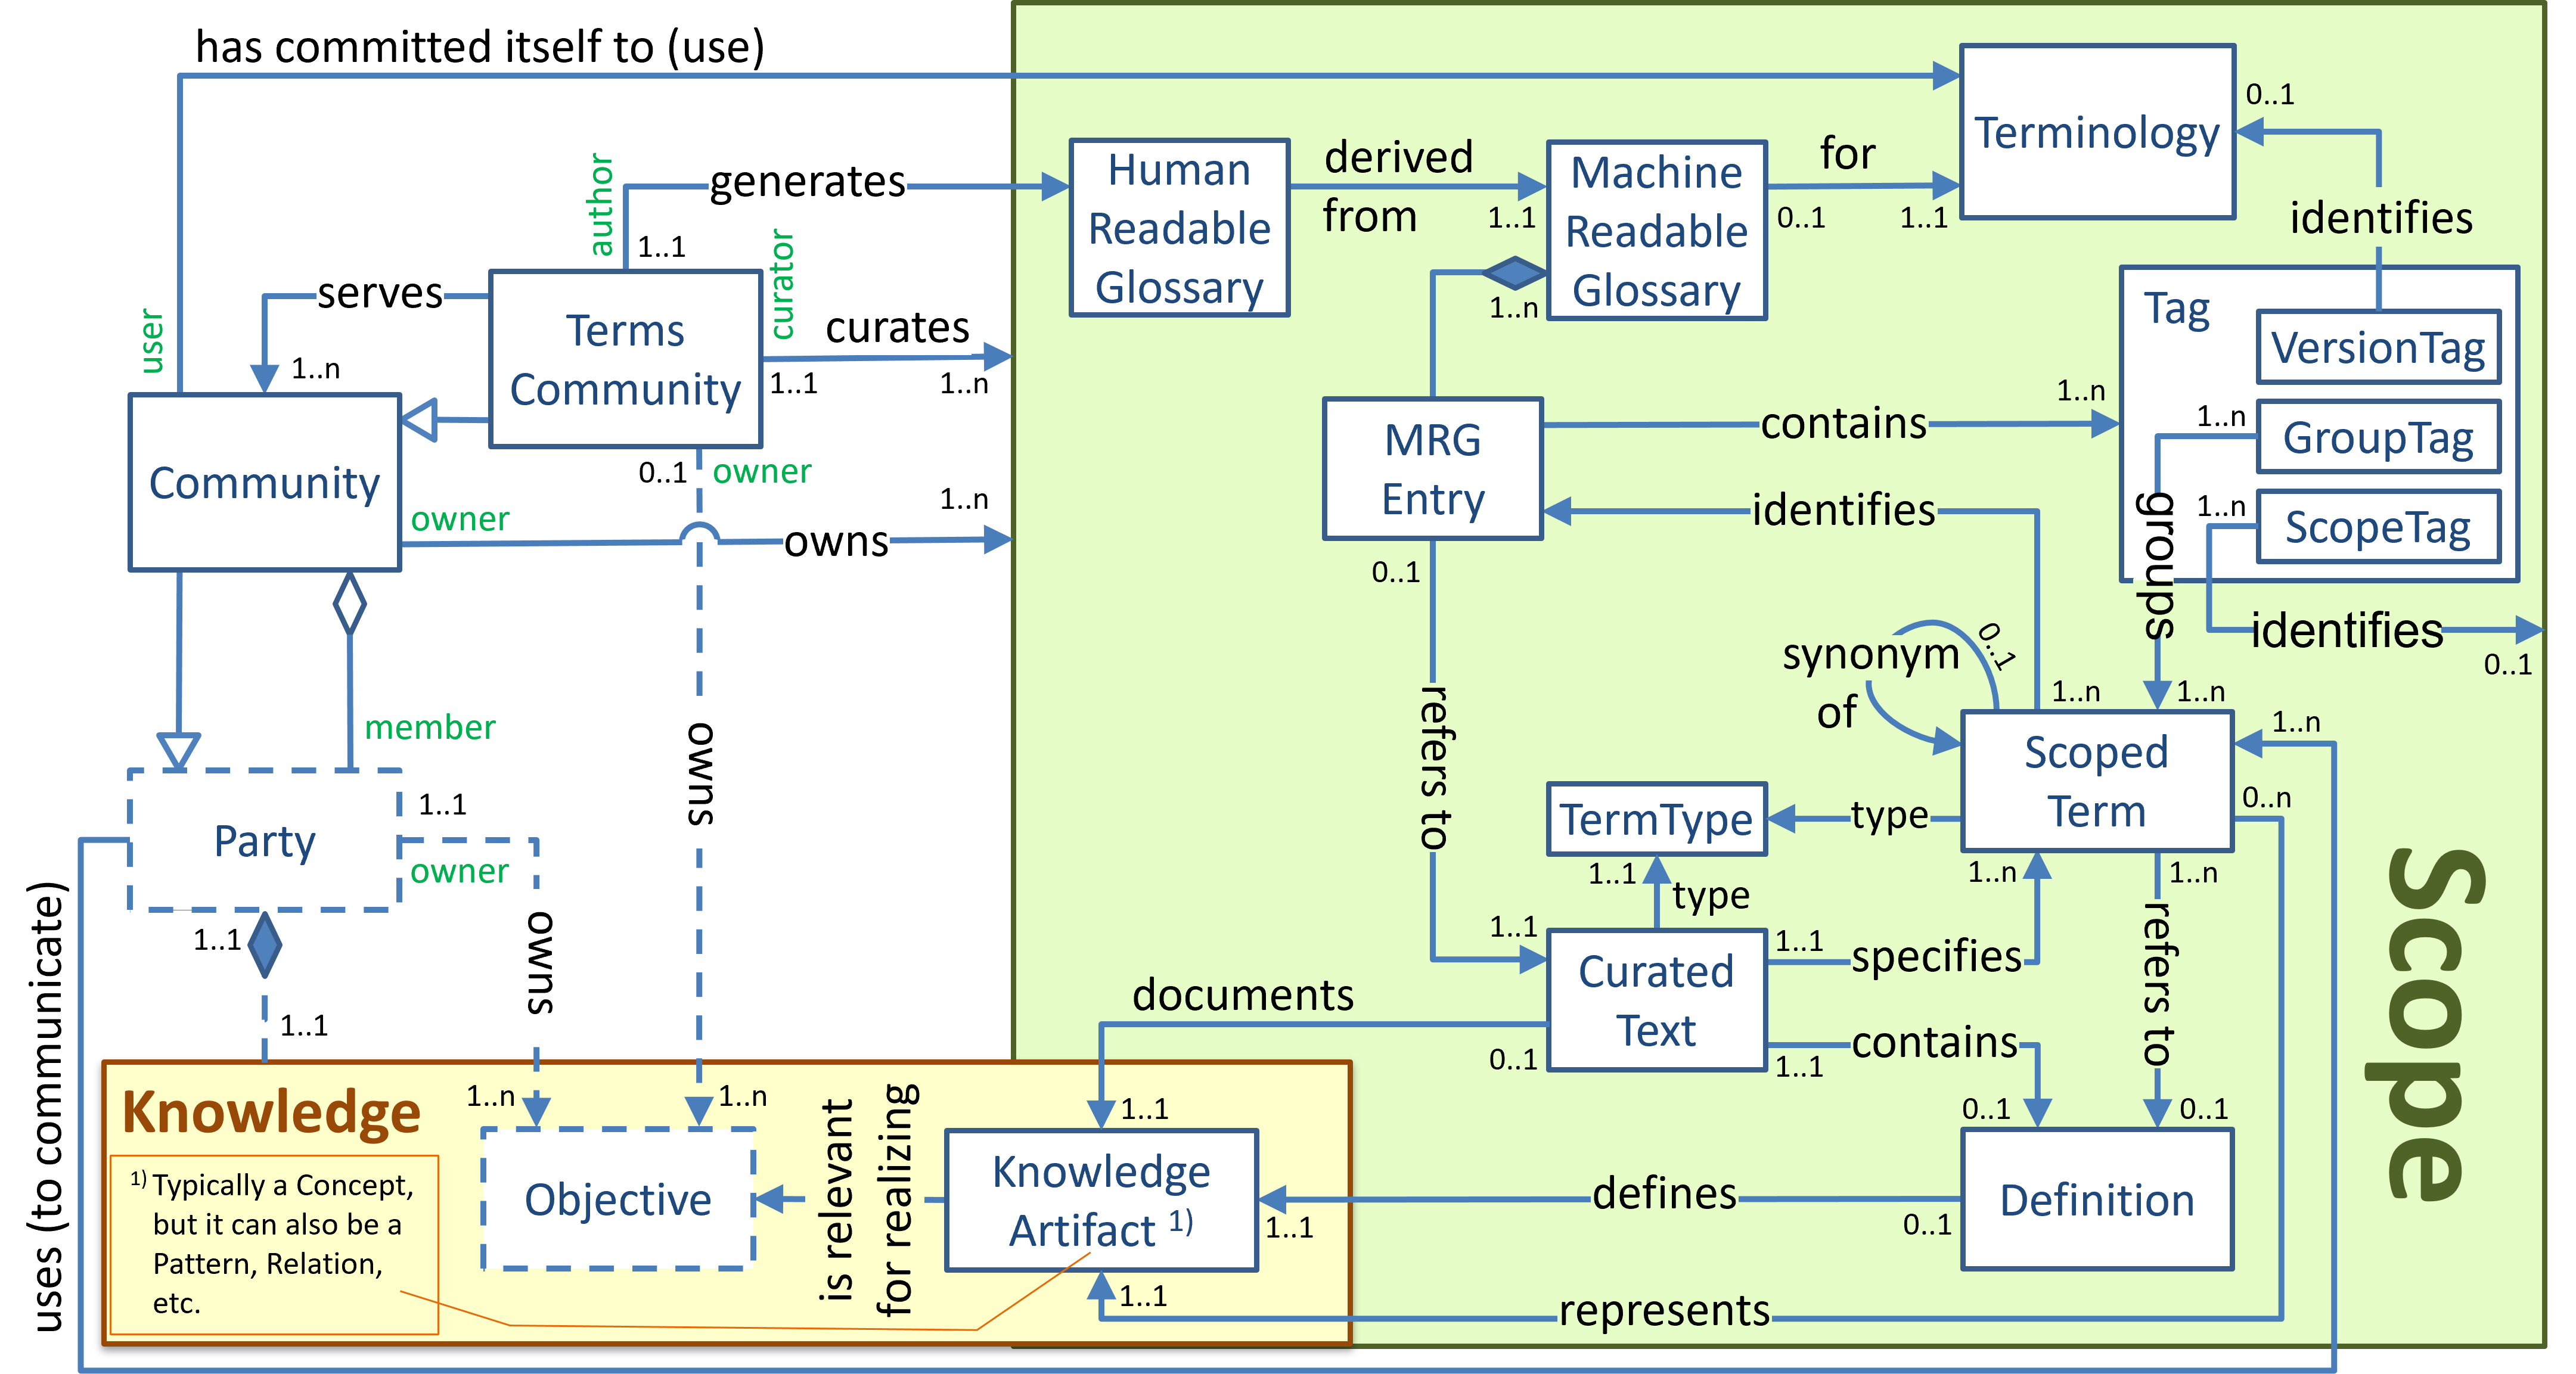 has committed itself to (use)
Terminology
0..1
identifies
user
author
generates
1..1
curator
Human
Readable
Glossary
derived
from
1..1
Machine
Readable
Glossary
for
0..1
1..1
1..n
serves
1..n
Terms
Community
curates
1..1
1..n
Tag
VersionTag
GroupTag
ScopeTag
1..n
1..n
groups
identifies
0..1
Community
0..1
owner
owner
owns
1..n
MRG
Entry
contains
1..n
identifies
0..1
refers to
synonym
of
0..1
1..n
1..n
1..n
Scoped
Term
0..n
member
owns
Party
1..1
owner
owns
1..1
1..1
uses (to communicate)
TermType
type
1..1
type
1..n
1..n
refers to
Scope
1..1
Curated
Text
1..1
specifies
documents
0..1
contains
1..1
0..1
0..1
Knowledge
1) Typically a Concept,
but it can also be a
Pattern, Relation,
etc.
1..n
1..n
Objective
is relevant
for realizing
1..1
Knowledge
Artifact 1)
1..1
defines
0..1
Definition
1..1
represents